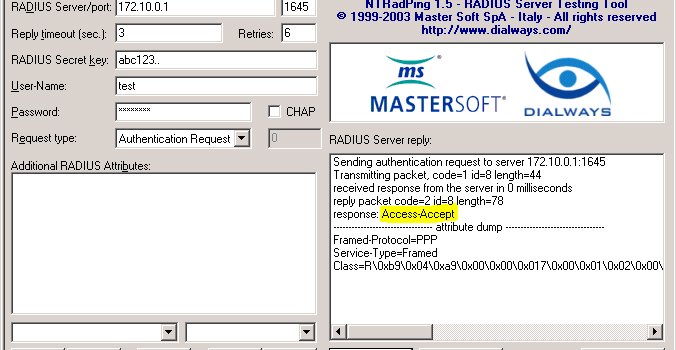 RADIUS Server/port: 172.10.0.1 1645
Reply timeout (sec.): 3 Retries: 6
RADIUS Secret key: abc123..
User-Name: test
Password: ******** CHAP
Request type: Authentication Request 0
Additional RADIUS Attributes:
NTRadPing 1.5 - RADIUS Server Testing Tool
© 1999-2003 Master Soft SpA - Italy - All rights reserved
http://www.dialways.com/
ms
MASTERSOFT®
DIALWAYS
RADIUS Server reply:
Sending authentication request to server 172.10.0.1:1645
Transmitting packet, code=1 id=8 length=44
received response from the server in 0 milliseconds
reply packet code=2 id=8 length=78
response: Access-Accept
--------------------------------- attribute dump ---------------------------------
Framed-Protocol=PPP
Service-Type=Framed
Class=R\0xb9\0x04\0xa9\0x00\0x00\0x017\0x00\0x01\0x02\0x00\